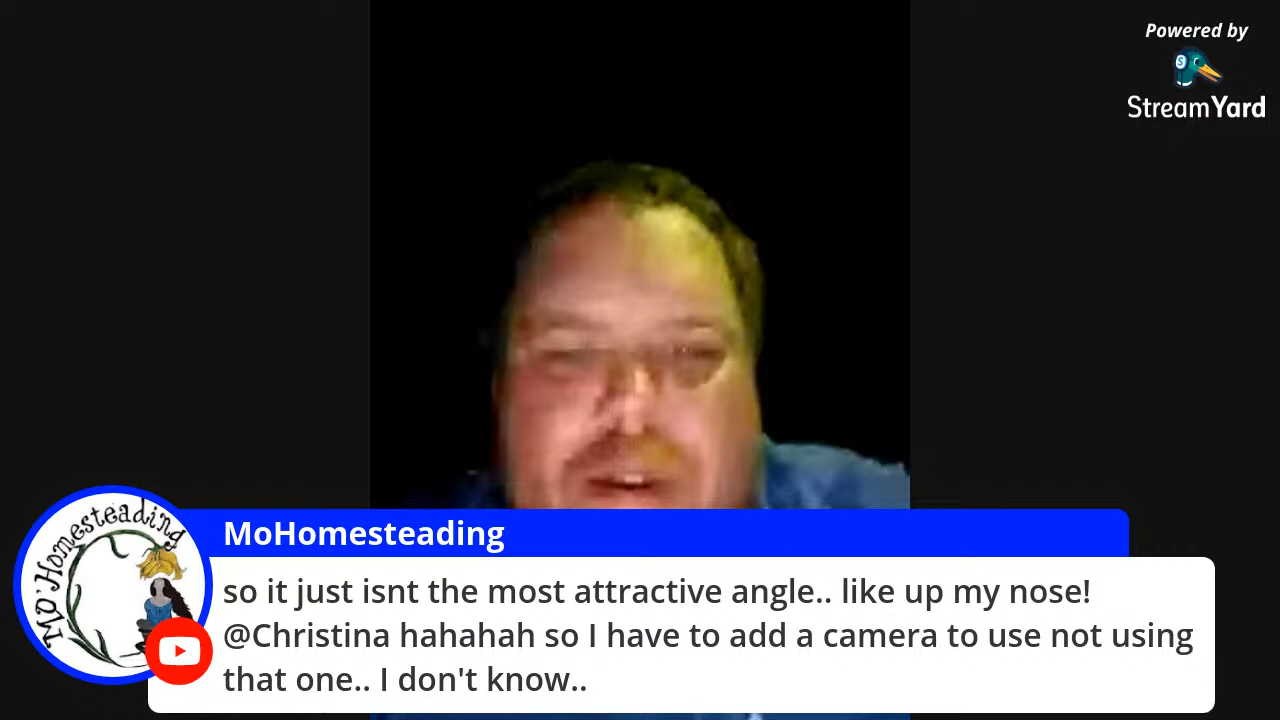 Powered by
StreamYard
Mo'Homesteading
MoHomesteading
so it just isnt the most attractive angle.. like up my nose!
@Christina hahahah so I have to add a camera to use not using
that one.. I don't know..